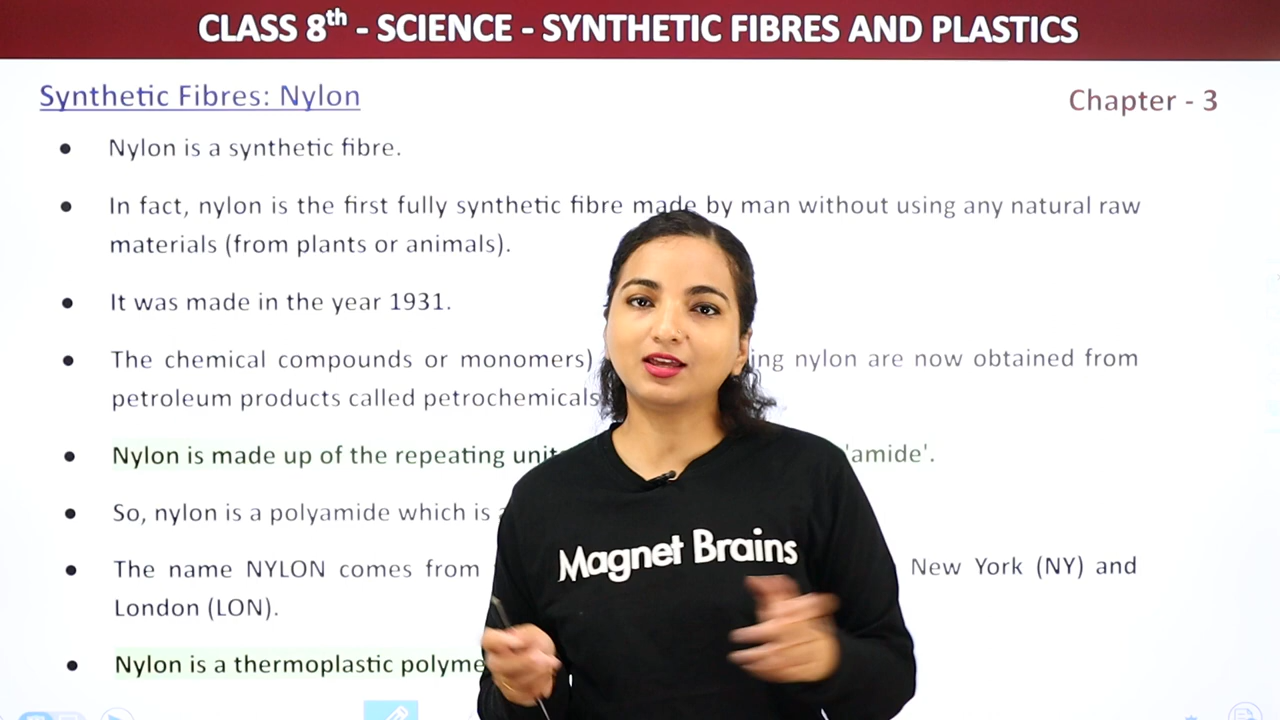 CLASS 8th - SCIENCE - SYNTHETIC FIBRES AND PLASTICS
Synthetic Fibres: Nylon
Chapter - 3
● Nylon is a synthetic fibre.
● In fact, nylon is the first fully synthetic fibre made by man without using any natural raw
materials (from plants or animals).
● It was made in the year 1931.
● The chemical compounds or monomers) ing nylon are now obtained from
petroleum products called petrochemicals
● Nylon is made up of the repeating unit 'amide'.
● So, nylon is a polyamide which is
● The name NYLON comes from New York (NY) and
London (LON).
● Nylon is a thermoplastic polyme
Magnet Brains